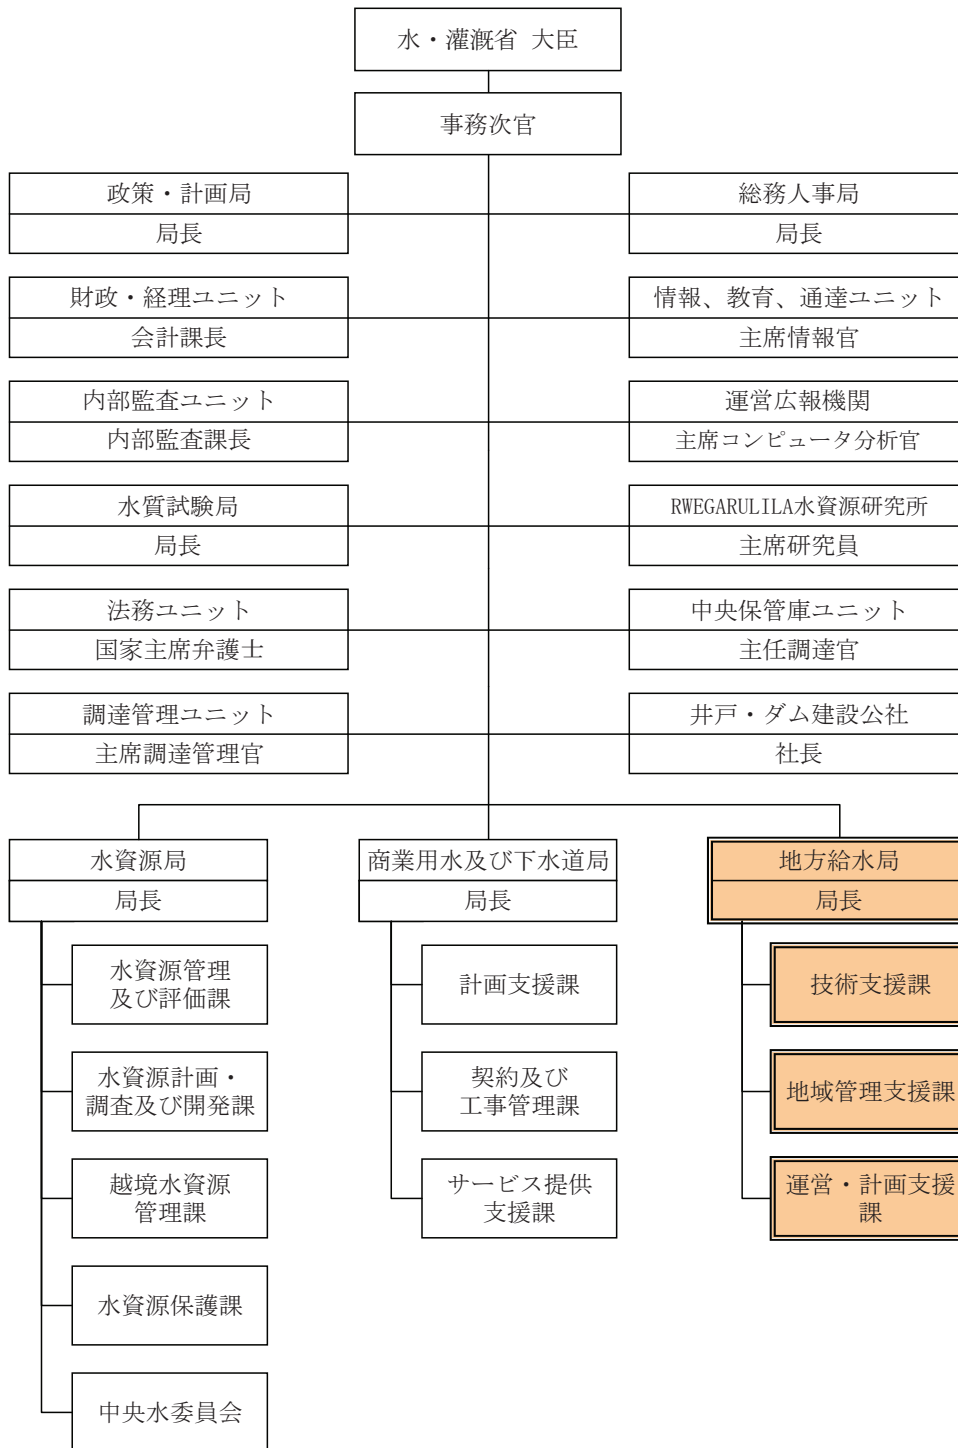 水・灌漑省 大臣
事務次官
政策・計画局
局長
総務人事局
局長
財政・経理ユニット
会計課長
情報、教育、通達ユニット
主席情報官
内部監査ユニット
内部監査課長
運営広報機関
主席コンピュータ分析官
水質試験局
局長
RWEGARULILA水資源研究所
主席研究員
法務ユニット
国家主席弁護士
中央保管庫ユニット
主任調達官
調達管理ユニット
主席調達管理官
井戸・ダム建設公社
社長
水資源局
局長
水資源管理
及び評価課
水資源計画・
調査及び開発課
越境水資源
管理課
水資源保護課
中央水委員会
商業用水及び下水道局
局長
計画支援課
契約及び
工事管理課
サービス提供
支援課
地方給水局
局長
技術支援課
地域管理支援課
運営・計画支援
課